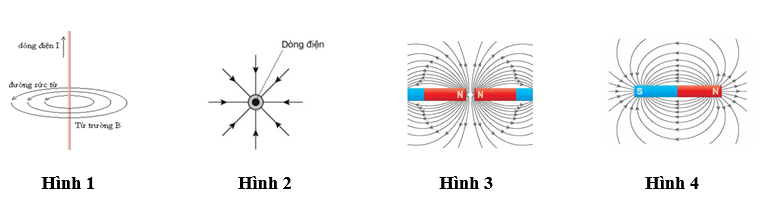 dòng điện I
đường sức từ
Từ trường B
Hình 1
Dòng điện
Hình 2
N N
Hình 3
S N
Hình 4